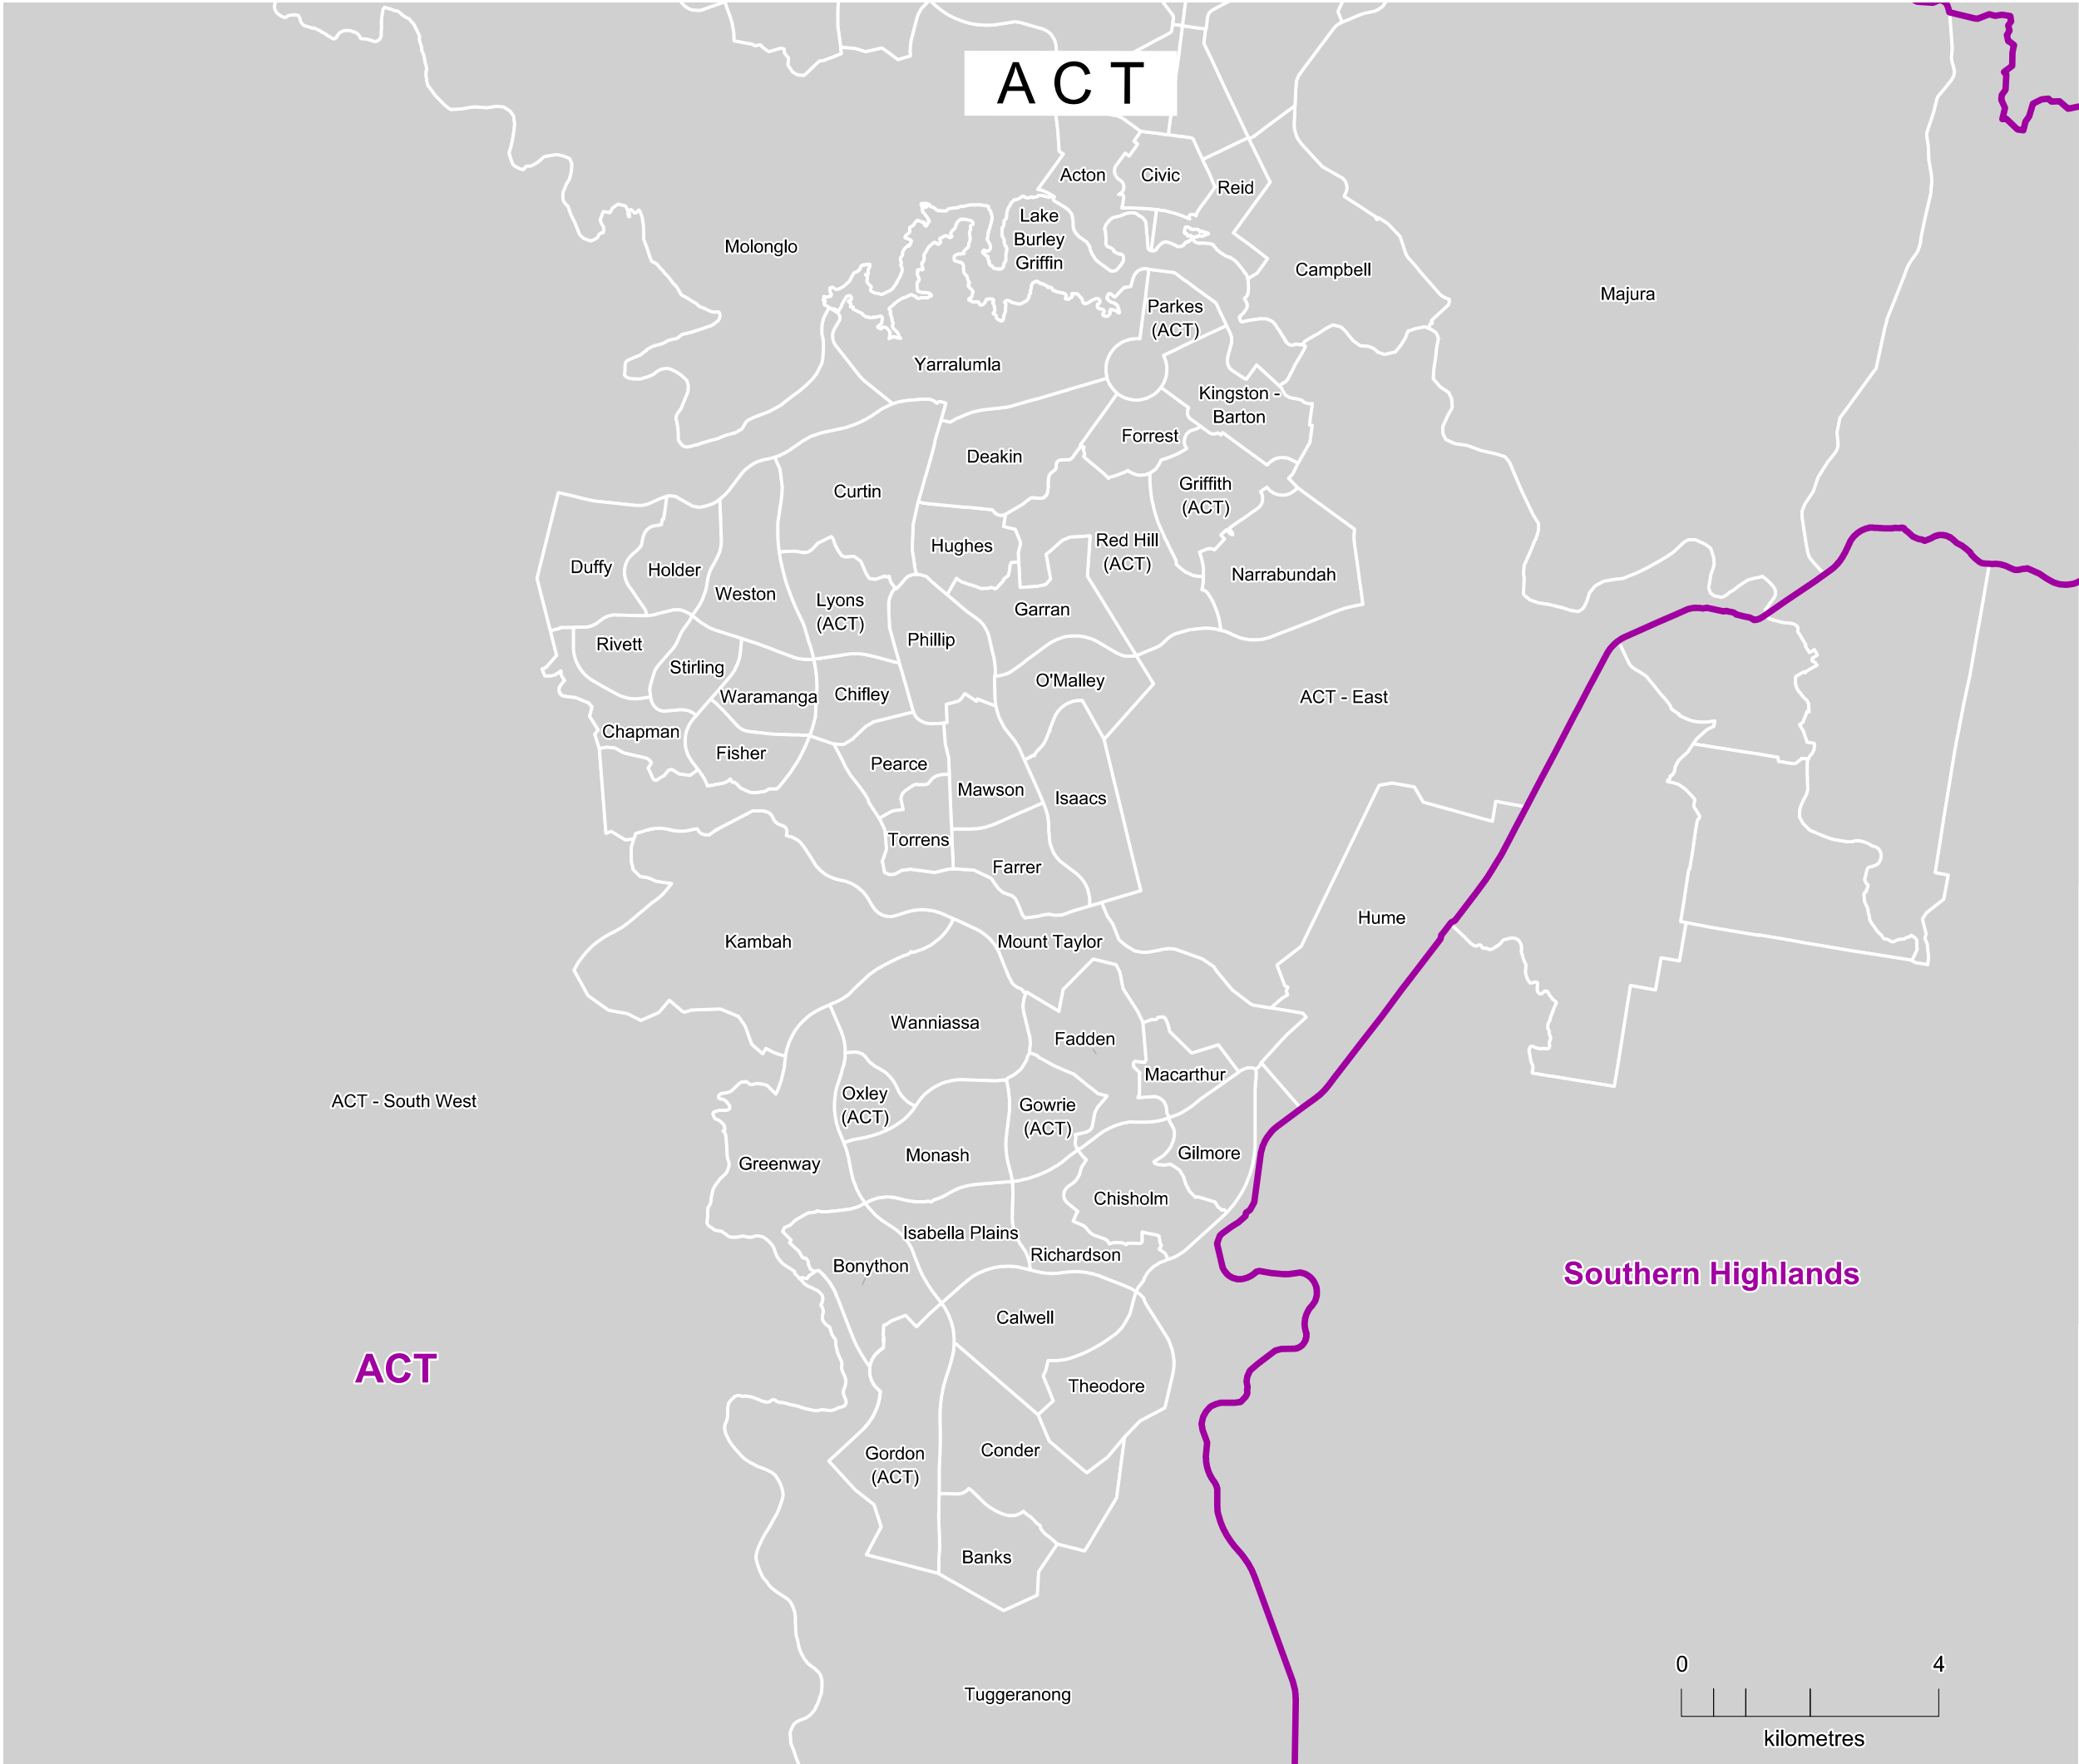 A C T
Acton
Civic
Reid
Lake
Burley
Griffin
Molonglo
Campbell
Majura
Parkes
(ACT)
Yarralumla
Kingston -
Barton
Forrest
Deakin
Curtin
Griffith
(ACT)
Hughes
Red Hill
(ACT)
Duffy
Holder
Narrabundah
Weston
Lyons
(ACT)
Garran
Phillip
Rivett
Stirling
O'Malley
Waramanga
Chifley
ACT - East
Chapman
Fisher
Pearce
Mawson
Isaacs
Torrens
Farrer
Hume
Kambah
Mount Taylor
Wanniassa
Fadden
Macarthur
ACT - South West
Oxley
(ACT)
Gowrie
(ACT)
Gilmore
Monash
Greenway
Chisholm
Isabella Plains
Richardson
Bonython
Southern Highlands
Calwell
ACT
Theodore
Conder
Gordon
(ACT)
Banks
Tuggeranong
0 4
kilometres